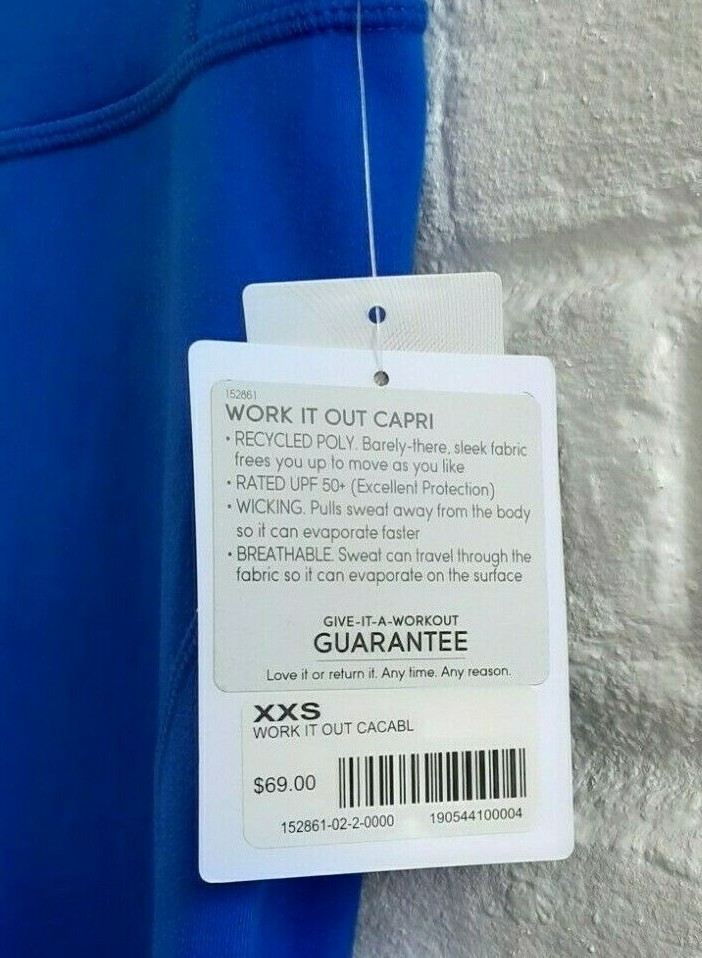 152861
WORK IT OUT CAPRI
• RECYCLED POLY. Barely-there, sleek fabric
frees you up to move as you like
• RATED UPF 50+ (Excellent Protection)
• WICKING. Pulls sweat away from the body
so it can evaporate faster
• BREATHABLE. Sweat can travel through the
fabric so it can evaporate on the surface
GIVE-IT-A-WORKOUT
GUARANTEE
Love it or return it. Any time. Any reason.
XXS
WORK IT OUT CACABL
$69.00
152861-02-2-0000 190544100004